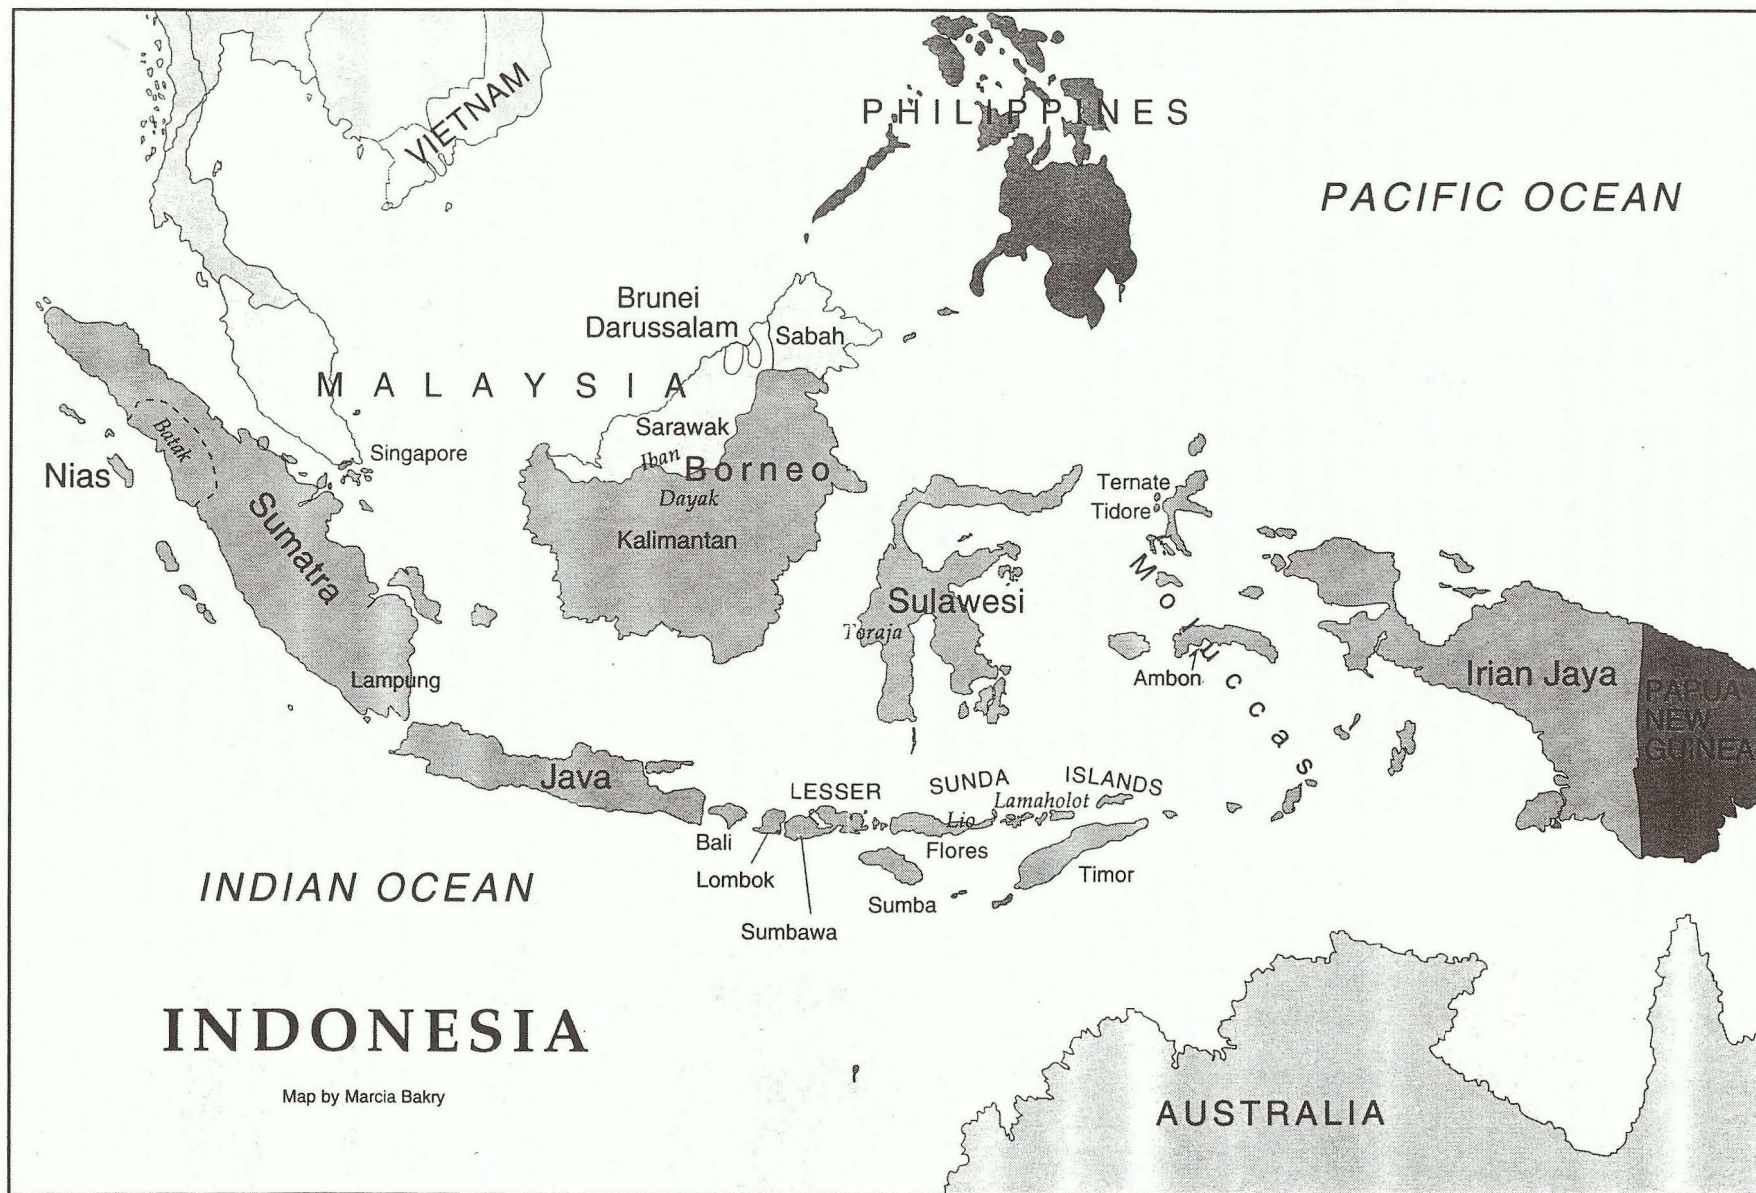 VIETNAM
PHILIPPINES
PACIFIC OCEAN
Brunei
Darussalam
Sabah
MALAYSIA
Sarawak
Singapore
Batak
Iban
Borneo
Nias
Dayak
Ternate
Tidore
Sumatra
Kalimantan
Moluccas
Sulawesi
Toraja
Ambon
Irian Jaya
PAPUA
NEW
GUINEA
Lampung
Java
LESSER SUNDA ISLANDS
Lamaholot
Lio
Bali
Flores
Lombok
Timor
Sumba
Sumbawa
INDIAN OCEAN
INDONESIA
Map by Marcia Bakry
AUSTRALIA